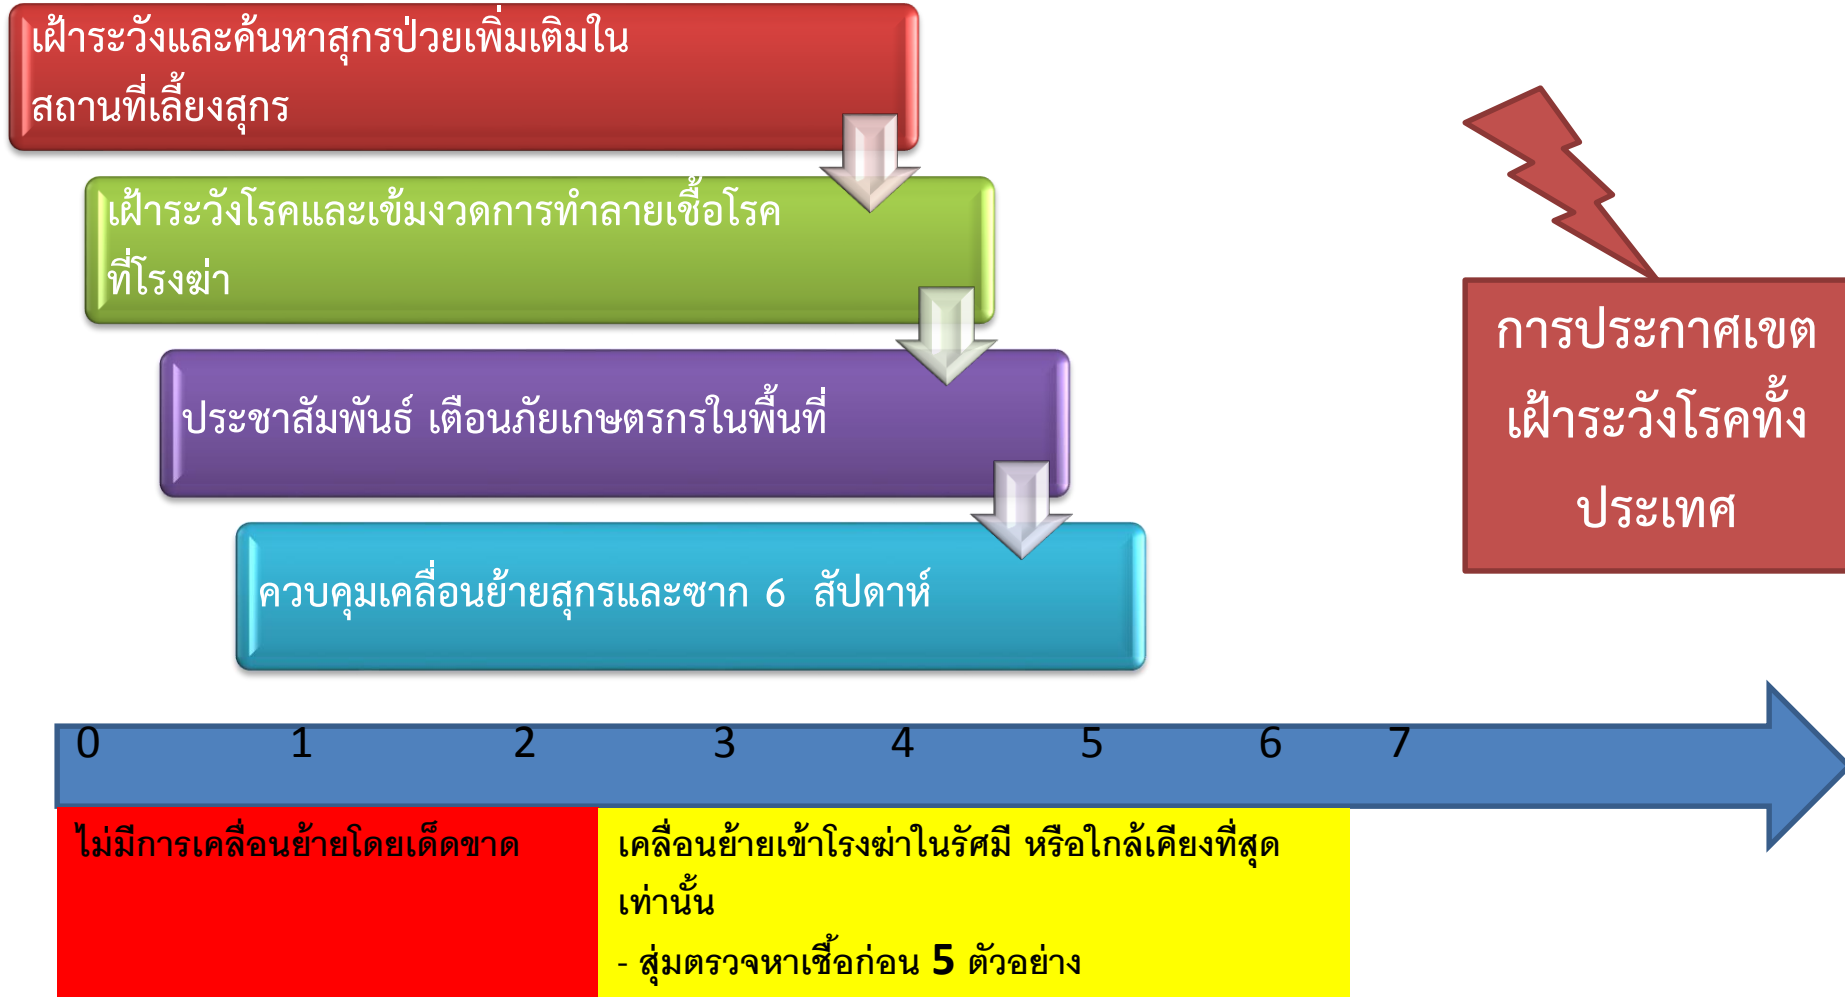 เฝ้าระวังและค้นหาสุกรป่วยเพิ่มเติมใน
สถานที่เลี้ยงสุกร
เฝ้าระวังโรคและเข้มงวดการทำลายเชื้อโรค
ที่โรงฆ่า
ประชาสัมพันธ์ เตือนภัยเกษตรกรในพื้นที่
ควบคุมเคลื่อนย้ายสุกรและซาก 6 สัปดาห์
การประกาศเขต
เฝ้าระวังโรคทั้ง
ประเทศ
0 1 2 3 4 5 6 7
ไม่มีการเคลื่อนย้ายโดยเด็ดขาด
เคลื่อนย้ายเข้าโรงฆ่าในรัศมี หรือใกล้เคียงที่สุด
เท่านั้น
- สุ่มตรวจหาเชื้อก่อน 5 ตัวอย่าง